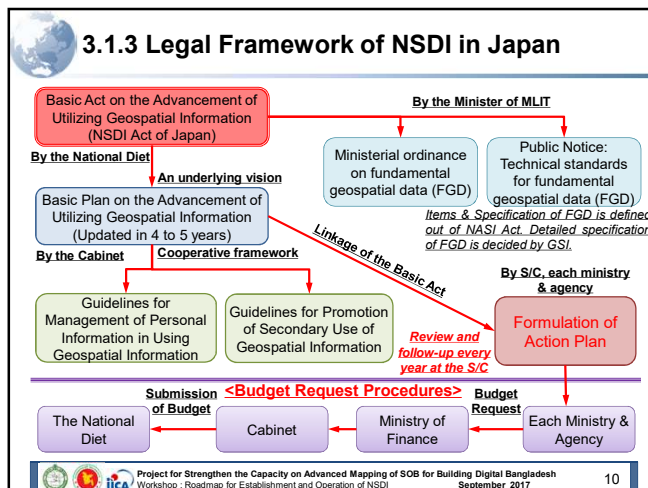 3.1.3 Legal Framework of NSDI in Japan
Basic Act on the Advancement of
Utilizing Geospatial Information
(NSDI Act of Japan)
By the Minister of MLIT
By the National Diet
Ministerial ordinance
on fundamental
geospatial data (FGD)
Public Notice:
Technical standards
for fundamental
geospatial data (FGD)
An underlying vision
Basic Plan on the Advancement of
Utilizing Geospatial Information
(Updated in 4 to 5 years)
Items & Specification of FGD is defined
out of NASI Act. Detailed specification
of FGD is decided by GSI.
By the Cabinet
Cooperative framework
Linkage of the Basic Act
By S/C, each ministry
& agency
Guidelines for
Management of Personal
Information in Using
Geospatial Information
Guidelines for Promotion
of Secondary Use of
Geospatial Information
Review and
follow-up every
year at the S/C
Formulation of
Action Plan
<Budget Request Procedures>
Submission
of Budget
Budget
Request
The National
Diet
Cabinet
Ministry of
Finance
Each Ministry &
Agency
jica
Project for Strengthen the Capacity on Advanced Mapping of SOB for Building Digital Bangladesh
Workshop : Roadmap for Establishment and Operation of NSDI September 2017
10